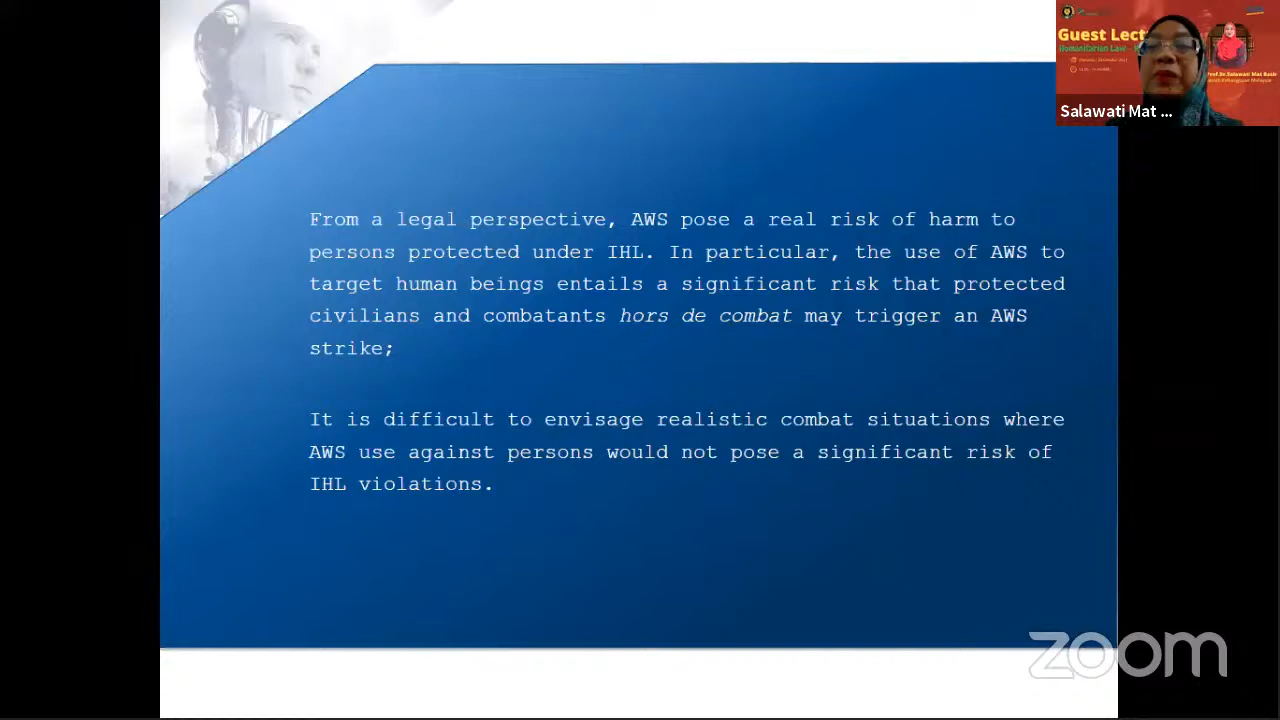 Guest Lect
Humanitarian Law -
Salawati Mat ...
From a legal perspective, AWS pose a real risk of harm to
persons protected under IHL. In particular, the use of AWS to
target human beings entails a significant risk that protected
civilians and combatants hors de combat may trigger an AWS
strike;
It is difficult to envisage realistic combat situations where
AWS use against persons would not pose a significant risk of
IHL violations.
zoom